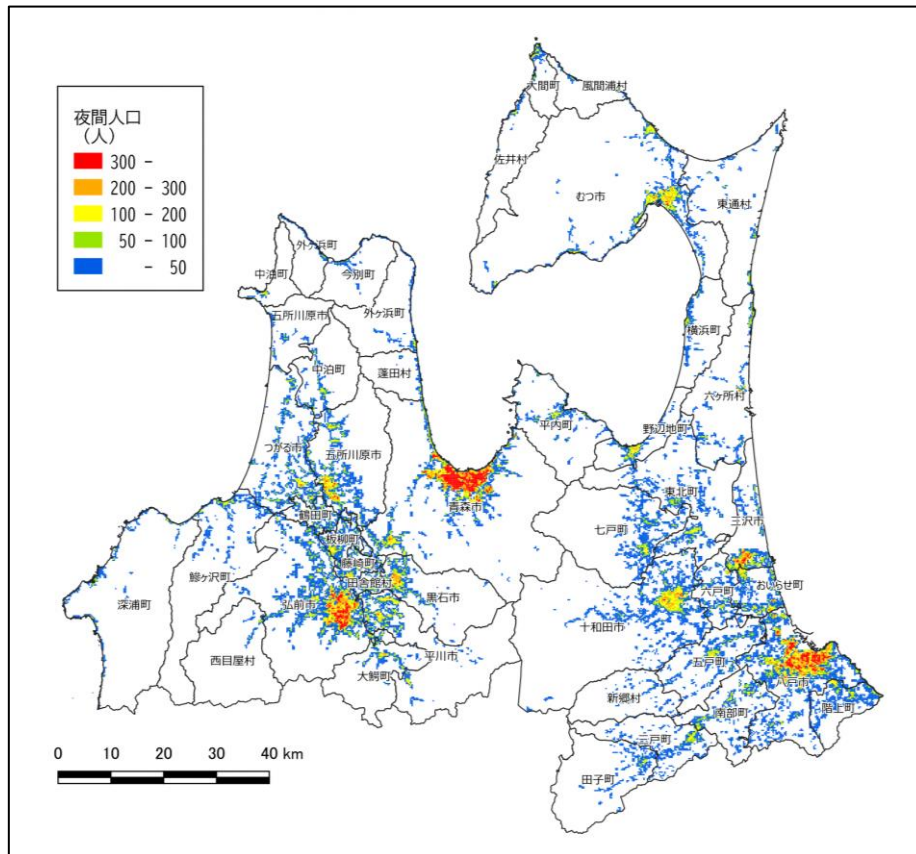 夜間人口
（人）
300 -
200 - 300
100 - 200
50 - 100
- 50
大間町
風間浦村
佐井村
むつ市
東通村
外ヶ浜町
中泊町
今別町
五所川原市
外ヶ浜町
横浜町
中泊町
蓬田村
六ヶ所村
平内町
野辺地町
つがる市
五所川原市
青森市
東北町
鶴田町
七戸町
三沢市
板柳町
藤崎町
田舎館村
六戸町
おいらせ町
鰺ヶ沢町
深浦町
弘前市
黒石市
十和田市
西目屋村
平川市
五戸町
八戸市
大鰐町
新郷村
南部町
階上町
三戸町
田子町
0 10 20 30 40 km